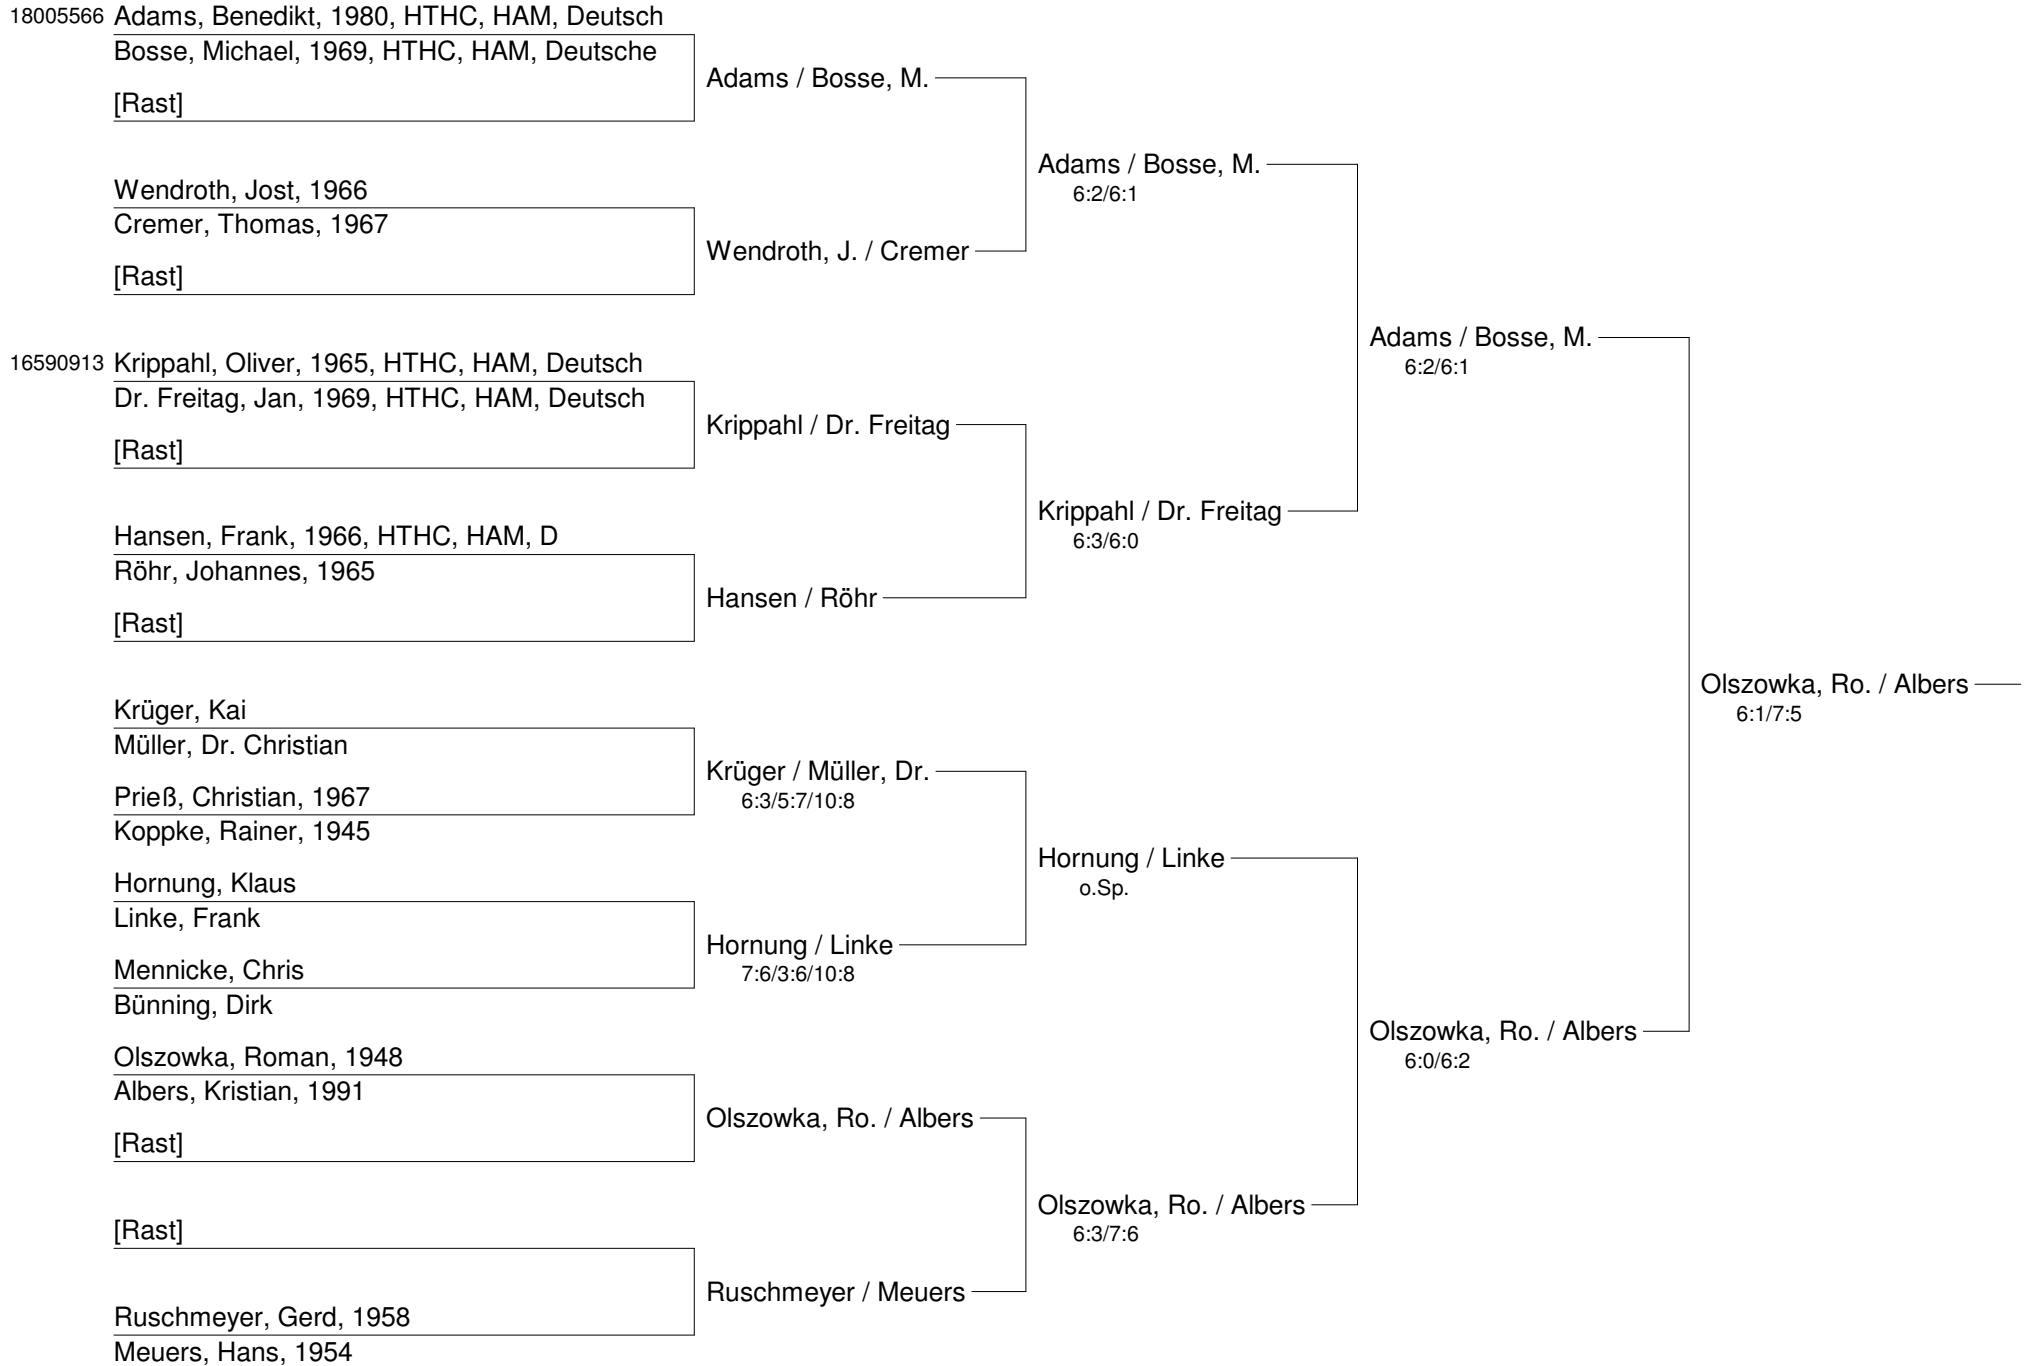 18005566 Adams, Benedikt, 1980, HTHC, HAM, Deutsch
Bosse, Michael, 1969, HTHC, HAM, Deutsche
[Rast]
Wendroth, Jost, 1966
Cremer, Thomas, 1967
[Rast]
16590913 Krippahl, Oliver, 1965, HTHC, HAM, Deutsch
Dr. Freitag, Jan, 1969, HTHC, HAM, Deutsch
[Rast]
Hansen, Frank, 1966, HTHC, HAM, D
Röhr, Johannes, 1965
[Rast]
Krüger, Kai
Müller, Dr. Christian
Prieß, Christian, 1967
Koppke, Rainer, 1945
Hornung, Klaus
Linke, Frank
Mennicke, Chris
Bünning, Dirk
Olszowka, Roman, 1948
Albers, Kristian, 1991
[Rast]
[Rast]
Ruschmeyer, Gerd, 1958
Meuers, Hans, 1954
Adams / Bosse, M.
Wendroth, J. / Cremer
Krippahl / Dr. Freitag
Hansen / Röhr
Krüger / Müller, Dr.
6:3/5:7/10:8
Hornung / Linke
7:6/3:6/10:8
Olszowka, Ro. / Albers
Ruschmeyer / Meuers
Adams / Bosse, M.
6:2/6:1
Krippahl / Dr. Freitag
6:3/6:0
Hornung / Linke
o.Sp.
Olszowka, Ro. / Albers
6:3/7:6
Adams / Bosse, M.
6:2/6:1
Olszowka, Ro. / Albers
6:0/6:2
Olszowka, Ro. / Albers
6:1/7:5